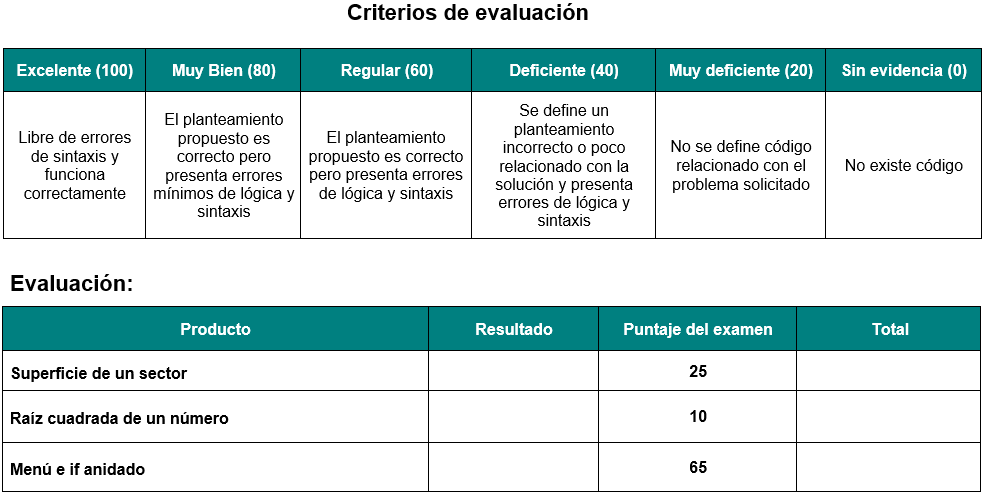 Criterios de evaluación
Excelente (100) Muy Bien (80) Regular (60) Deficiente (40) Muy deficiente (20) Sin evidencia (0)
Libre de errores
de sintaxis y
funciona
correctamente
El planteamiento
propuesto es
correcto pero
presenta errores
mínimos de lógica y
sintaxis
El planteamiento
propuesto es correcto
pero presenta errores
de lógica y sintaxis
Se define un
planteamiento
incorrecto o poco
relacionado con la
solución y presenta
errores de lógica y
sintaxis
No se define código
relacionado con el
problema solicitado
No existe código
Evaluación:
Producto Resultado Puntaje del examen Total
Superficie de un sector 25
Raíz cuadrada de un número 10
Menú e if anidado 65